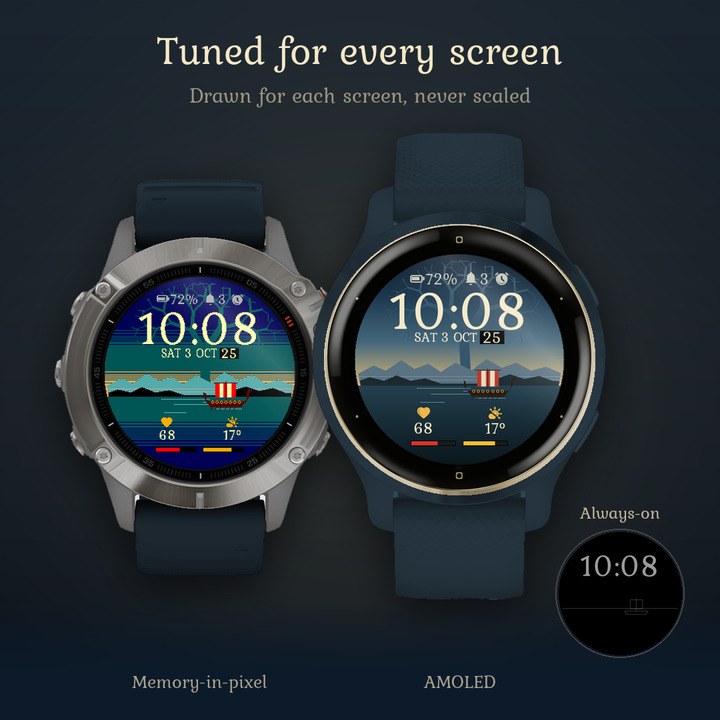 Tuned for every screen
Drawn for each screen, never scaled
72% 3
10:08
SAT 3 OCT 25
68 17°
72% 3
10:08
SAT 3 OCT 25
68 17°
Always-on
10:08
Memory-in-pixel
AMOLED